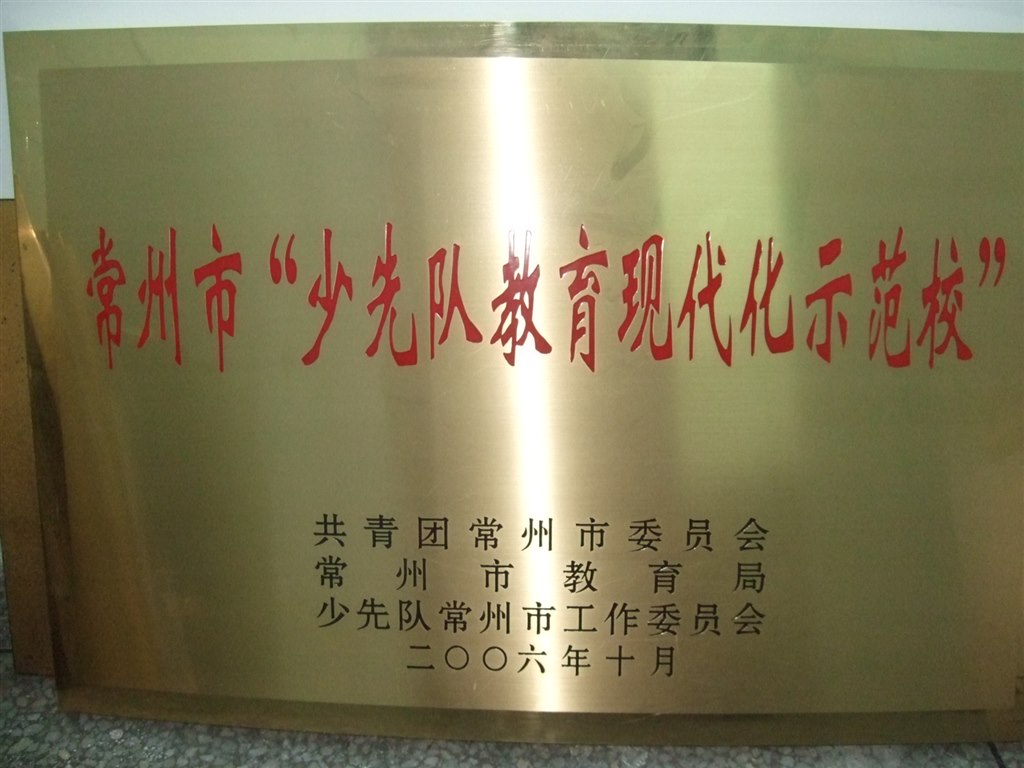 常州市“少先队教育现代化示范校”
共青团常州市委员会
常州市教育局
少先队常州市工作委员会
二〇〇六年十月